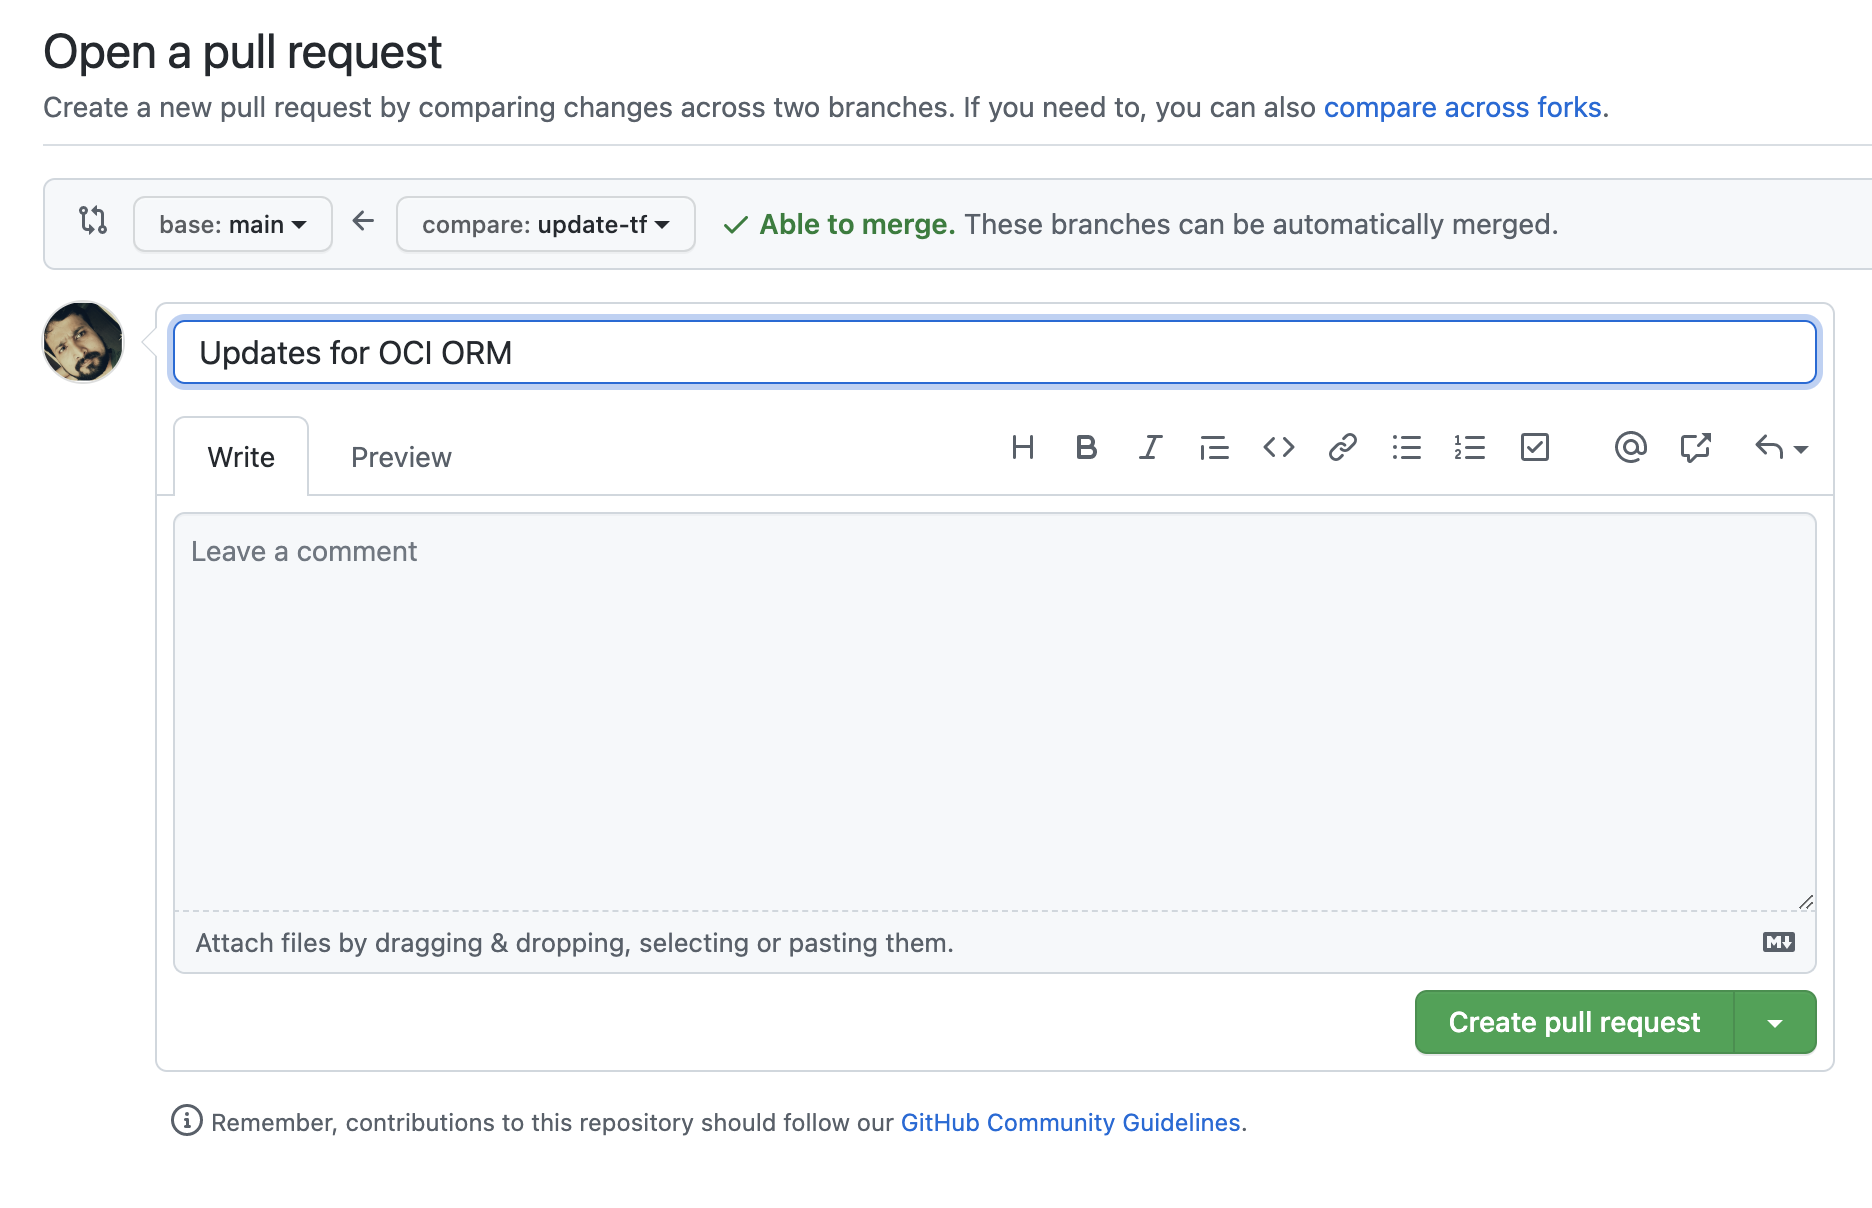 Open a pull request
Create a new pull request by comparing changes across two branches. If you need to, you can also compare across forks.
base: main
compare: update-tf
Able to merge. These branches can be automatically merged.
Updates for OCI ORM
Write
Preview
Leave a comment
Attach files by dragging & dropping, selecting or pasting them.
Create pull request
Remember, contributions to this repository should follow our GitHub Community Guidelines.